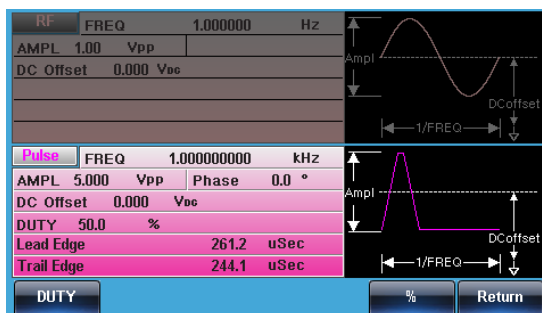 RF FREQ 1.000000 Hz
AMPL 1.00 Vpp
DC Offset 0.000 VDC
Ampl
DCoffset
1/FREQ
Pulse FREQ 1.000000000 kHz
AMPL 5.000 Vpp Phase 0.0 °
DC Offset 0.000 VDC
DUTY 50.0 %
Lead Edge 261.2 uSec
Trail Edge 244.1 uSec
Ampl
DCoffset
1/FREQ
DUTY % Return